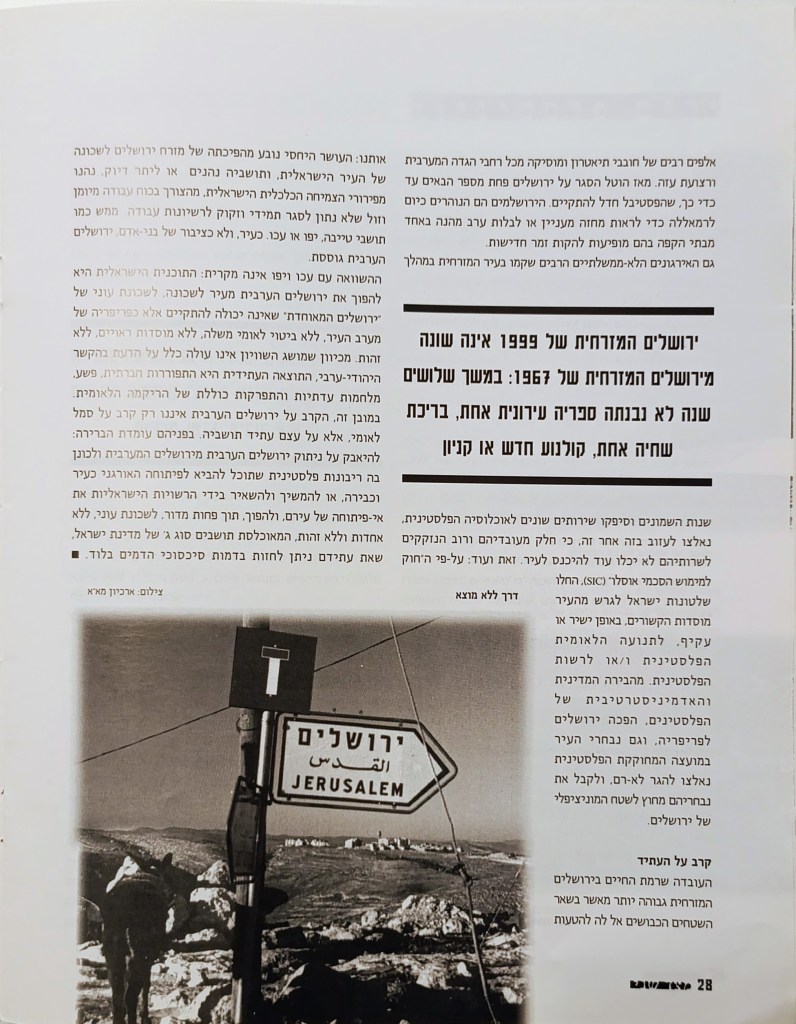 אלפים רבים של חובבי תיאטרון ומוסיקה מכל רחבי הגדה המערבית
ורצועת עזה. מאז הוטל הסגר על ירושלים פחת מספר הבאים עד
כדי כך, שהפסטיבל חדל להתקיים. הירושלמים הם הנוהרים כיום
לרמאללה כדי לראות מחזה מעניין או לבלות ערב מהנה באחד
מבתי הקפה בהם מופיעות להקות זמר חדישות.
גם האירגונים הלא-ממשלתיים הרבים שקמו בעיר המזרחית במהלך
ירושלים המזרחית של 1999 אינה שונה
מירושלים המזרחית של 1967: במשך שלושים
שנה לא נבנתה ספריה עירונית אחת, בריכת
שחיה אחת, קולנוע חדש או קניון
שנות השמונים וסיפקו שירותים שונים לאוכלוסיה הפלסטינית,
נאלצו לעזוב בזה אחר זה, כי חלק מעובדיהם ורוב הנזקקים
לשרותיהם לא יכלו עוד להיכנס לעיר. זאת ועוד: על-פי ה"חוק
למימוש הסכמי אוסלו" (SIC), החלו
שלטונות ישראל לגרש מהעיר
מוסדות הקשורים, באופן ישיר או
עקיף, לתנועה הלאומית
הפלסטינית ו/או לרשות
הפלסטינית. מהבירה המדינית
והאדמיניסטרטיבית של
הפלסטינים, הפכה ירושלים
לפריפריה, וגם נבחרי העיר
במועצה המחוקקת הפלסטינית
נאלצו להגר לא-רם, ולקבל את
נבחריהם מחוץ לשטח המוניציפלי
של ירושלים.
קרב על העתיד
העובדה שרמת החיים בירושלים
המזרחית גבוהה יותר מאשר בשאר
השטחים הכבושים אל לה להטעות
אותנו: העושר היחסי נובע מהפיכתה של מזרח ירושלים לשכונה
של העיר הישראלית, ותושביה נהנים או ליתר דיוק, נהנו
מפירורי הצמיחה הכלכלית הישראלית, מהצורך בכוח עבודה מיומן
וזול שלא נתון לסגר תמידי וזקוק לרשיונות עבודה ממש כמו
תושבי טייבה, יפו או עכו. כעיר, ולא כציבור של בני-אדם, ירושלים
הערבית גוססת.
ההשוואה עם עכו ויפו אינה מקרית: התוכנית הישראלית היא
להפוך את ירושלים הערבית מעיר לשכונה, לשכונת עוני של
"ירושלים המאוחדת" שאינה יכולה להתקיים אלא כפריפריה של
מערב העיר, ללא ביטוי לאומי משלה, ללא מוסדות ראויים, ללא
זהות. מכיוון שמושג השוויון אינו עולה כלל על הדעת בהקשר
היהודי-ערבי, התוצאה העתידית היא התפוררות חברתית, פשע,
מלחמות עדתיות והתפרקות כוללת של הריקמה הלאומית.
במובן זה, הקרב על ירושלים הערבית איננו רק קרב על סמל
לאומי, אלא על עצם עתיד תושביה. בפניהם עומדת הברירה:
להיאבק על ניתוק ירושלים הערבית מירושלים המערבית ולכונן
בה ריבונות פלסטינית שתוכל להביא לפיתוחה האורגני כעיר
וכבירה, או להמשיך ולהשאיר בידי הרשויות הישראליות את
אי-פיתוחה של עירם, ולהפוך, תוך פחות מדור, לשכונת עוני, ללא
אחדות וללא זהות, המאוכלסת תושבים סוג ג' של מדינת ישראל,
שאת עתידם ניתן לחזות בדמות סיכסוכי הדמים בלוד. ■
דרך ללא מוצא
צילום: ארכיון מא"א
ירושלים
القدس
JERUSALEM
28